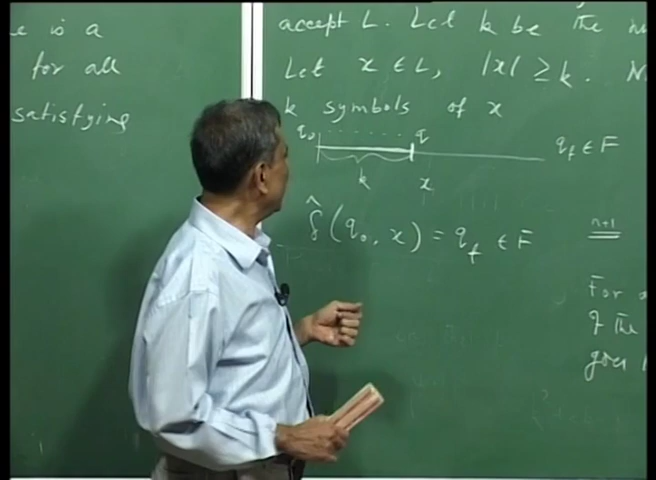 e is a
for all
satisfying
accept L. Let k be the
Let x ∈ L, |x| ≥ k.
k symbols of x
q₀ q q_f ∈ F
k x
δ̂(q₀, x) = q_f ∈ F
n+1
For
of the
goes